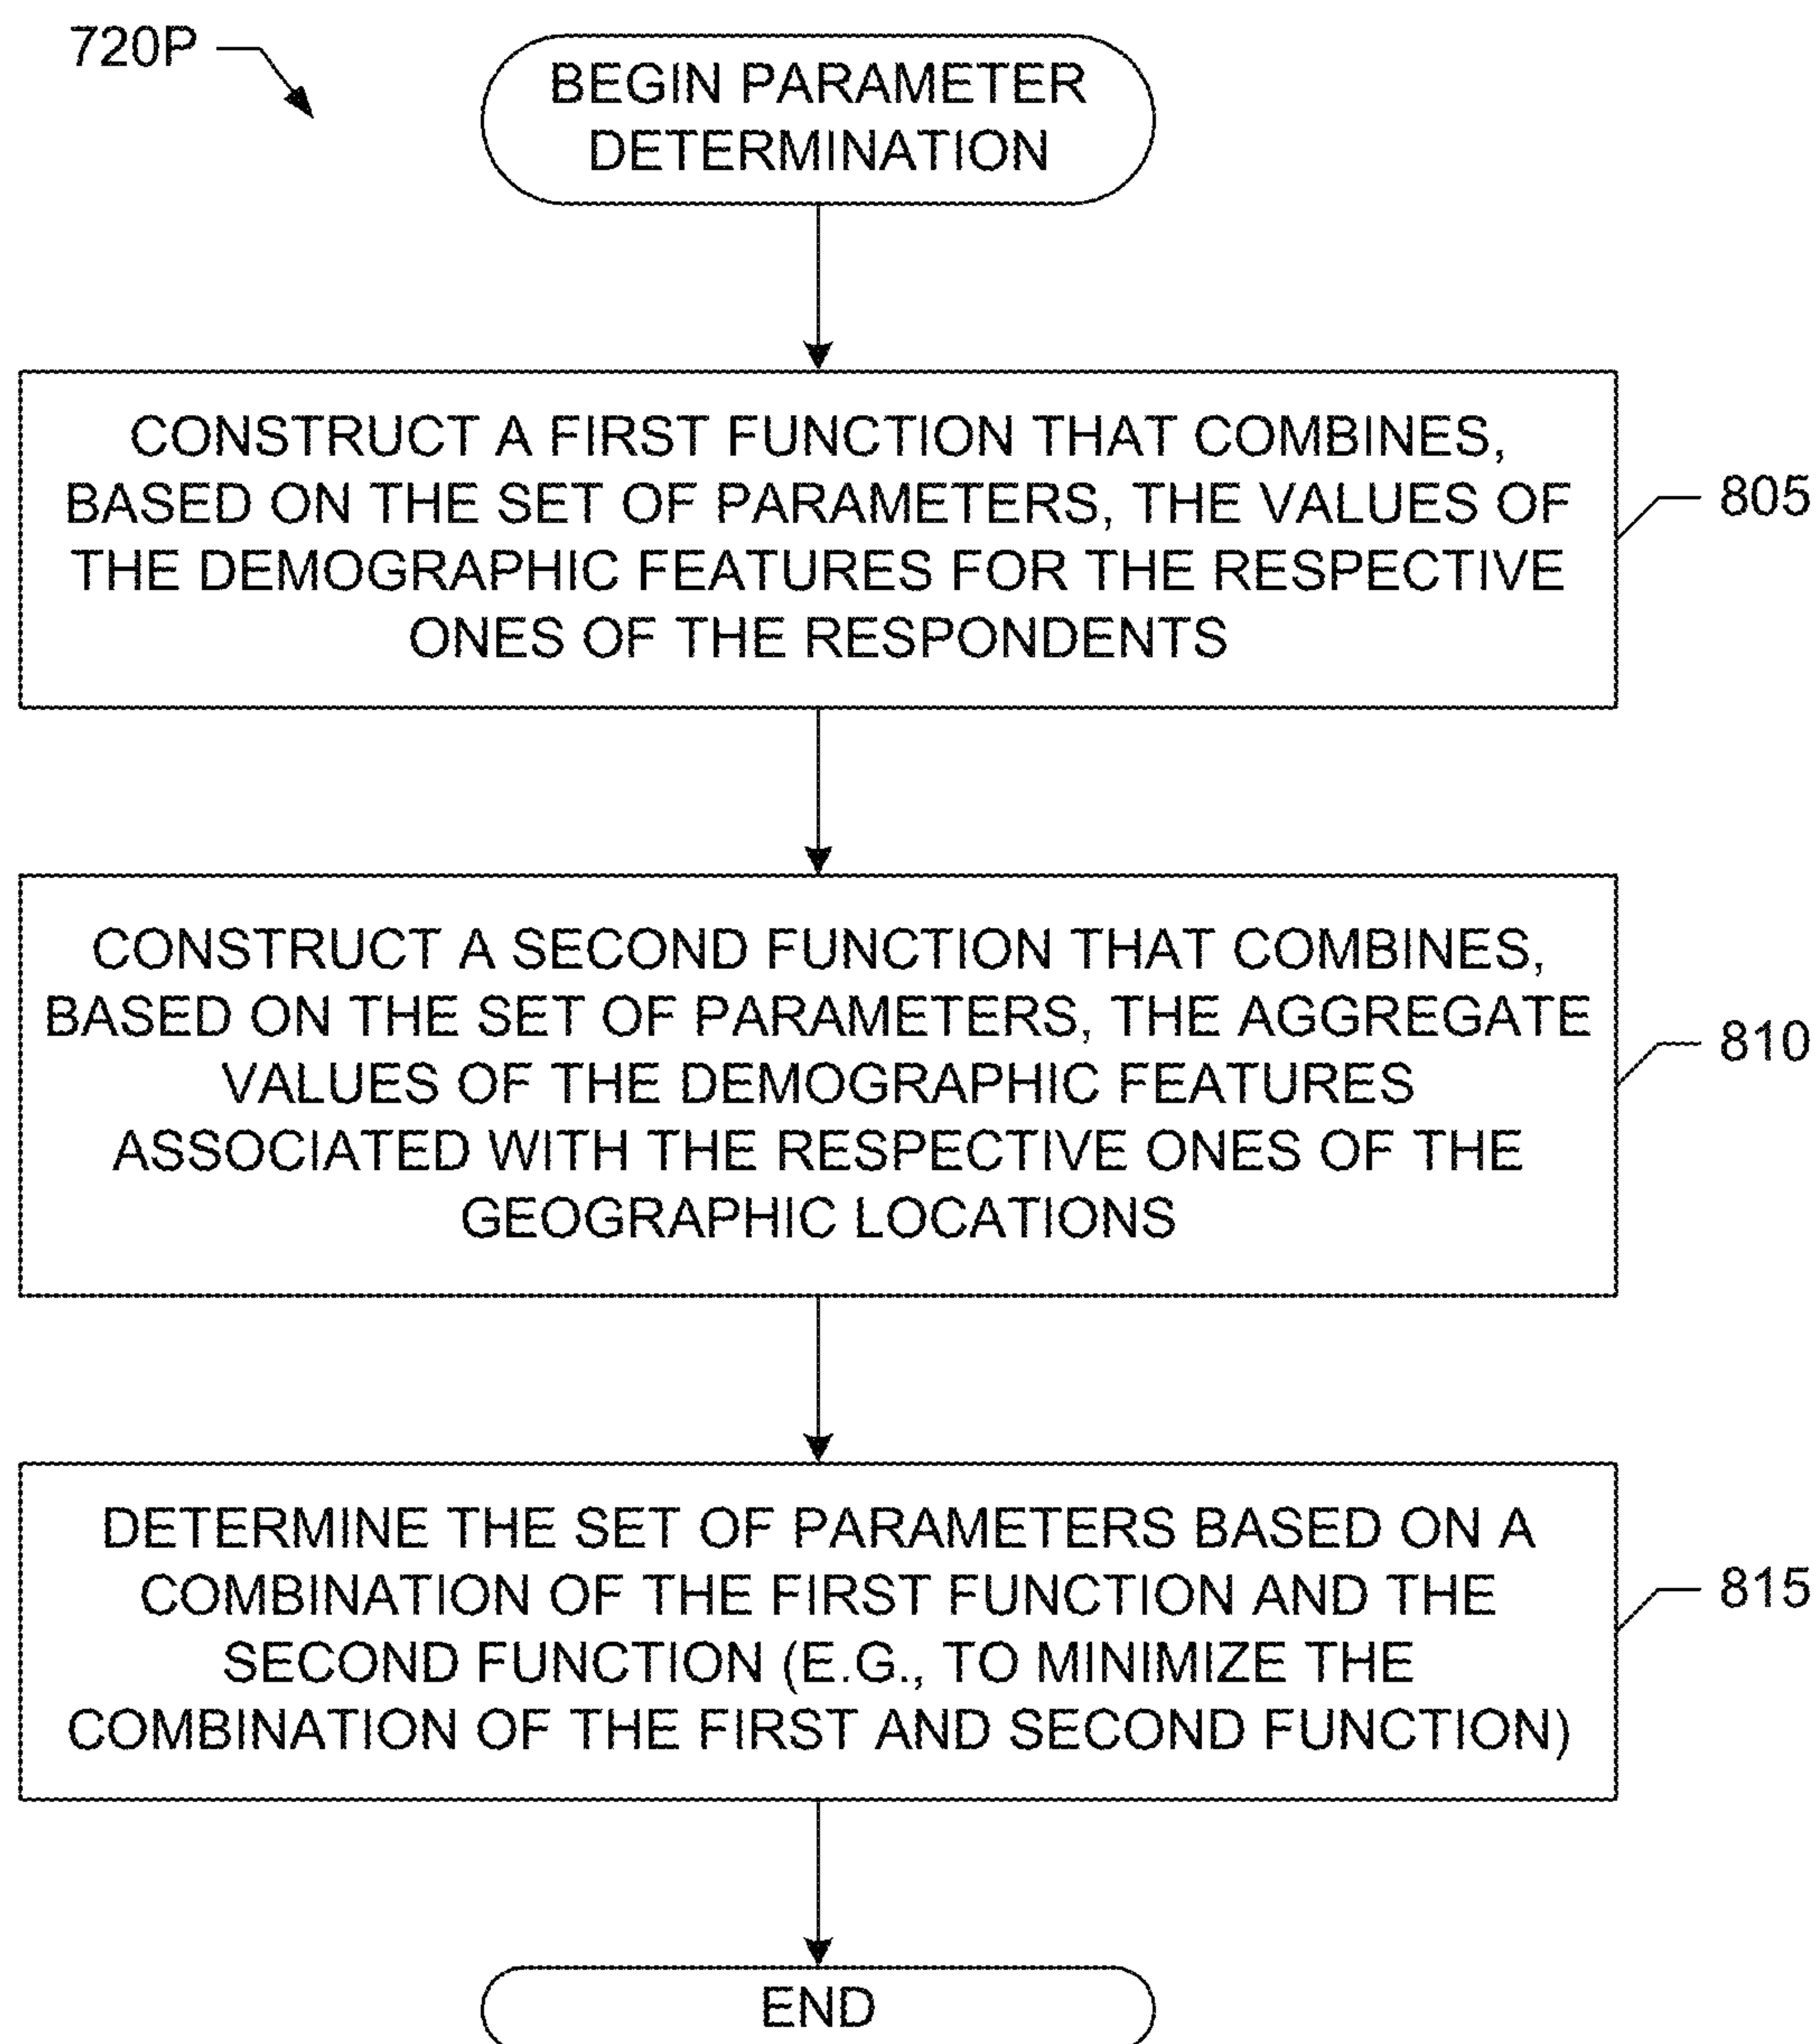 720P
BEGIN PARAMETER
DETERMINATION
CONSTRUCT A FIRST FUNCTION THAT COMBINES,
BASED ON THE SET OF PARAMETERS, THE VALUES OF
THE DEMOGRAPHIC FEATURES FOR THE RESPECTIVE
ONES OF THE RESPONDENTS
805
CONSTRUCT A SECOND FUNCTION THAT COMBINES,
BASED ON THE SET OF PARAMETERS, THE AGGREGATE
VALUES OF THE DEMOGRAPHIC FEATURES
ASSOCIATED WITH THE RESPECTIVE ONES OF THE
GEOGRAPHIC LOCATIONS
810
DETERMINE THE SET OF PARAMETERS BASED ON A
COMBINATION OF THE FIRST FUNCTION AND THE
SECOND FUNCTION (E.G., TO MINIMIZE THE
COMBINATION OF THE FIRST AND SECOND FUNCTION)
815
END